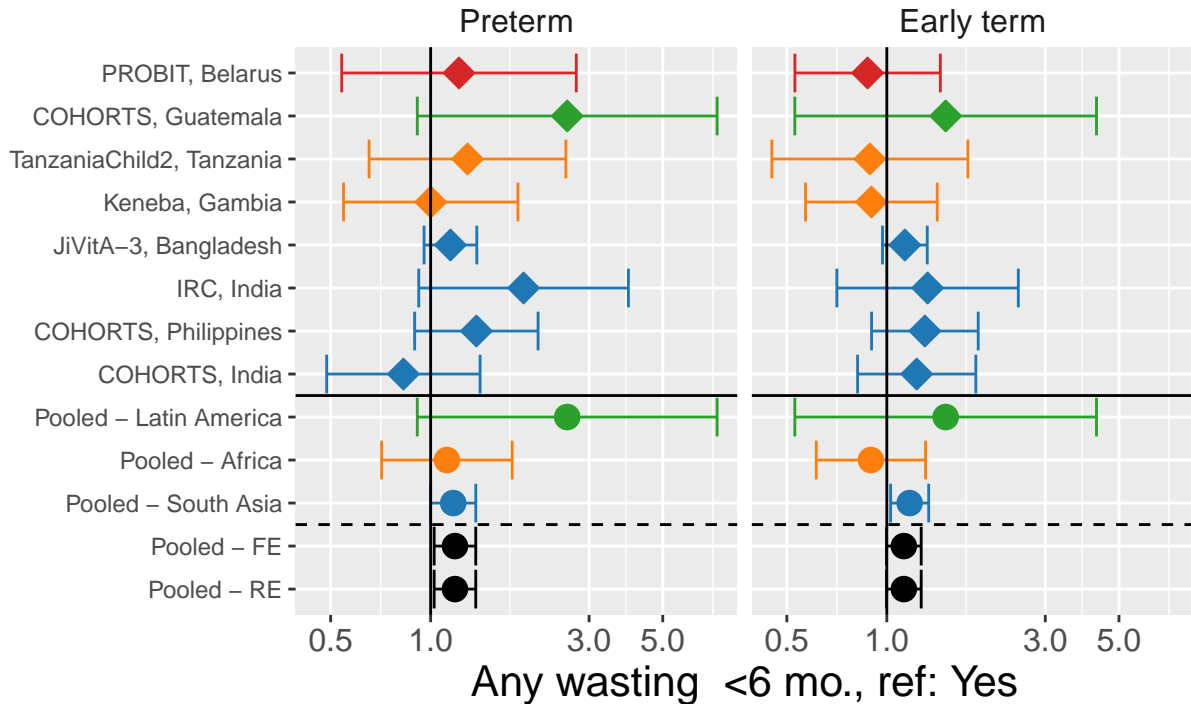 Preterm
Early term
PROBIT, Belarus
COHORTS, Guatemala
TanzaniaChild2, Tanzania
Keneba, Gambia
JiVitA−3, Bangladesh
IRC, India
COHORTS, Philippines
COHORTS, India
Pooled − Latin America
Pooled − Africa
Pooled − South Asia
Pooled − FE
Pooled − RE
0.5 1.0 3.0 5.0
0.5 1.0 3.0 5.0
Any wasting <6 mo., ref: Yes